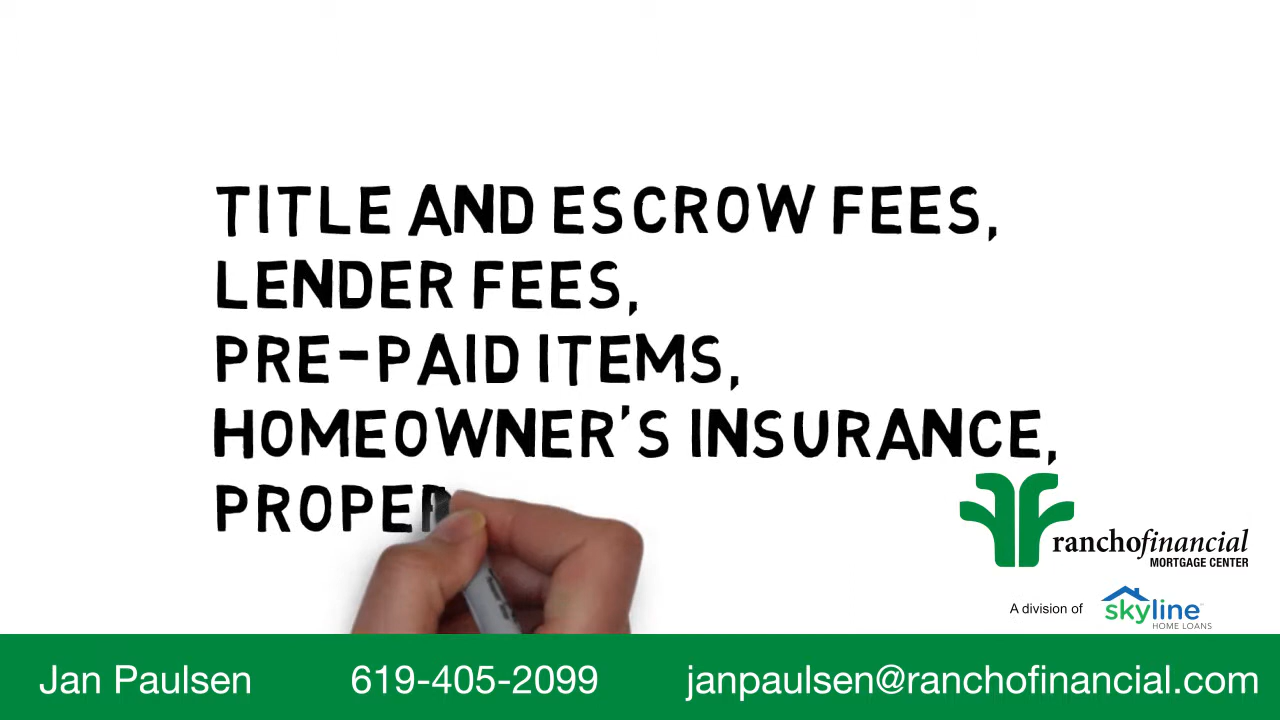 TITLE AND ESCROW FEES,
LENDER FEES,
PRE-PAID ITEMS,
HOMEOWNER'S INSURANCE,
PROPER
ranchofinancial
MORTGAGE CENTER
A division of skyline
HOME LOANS
Jan Paulsen 619-405-2099 janpaulsen@ranchofinancial.com